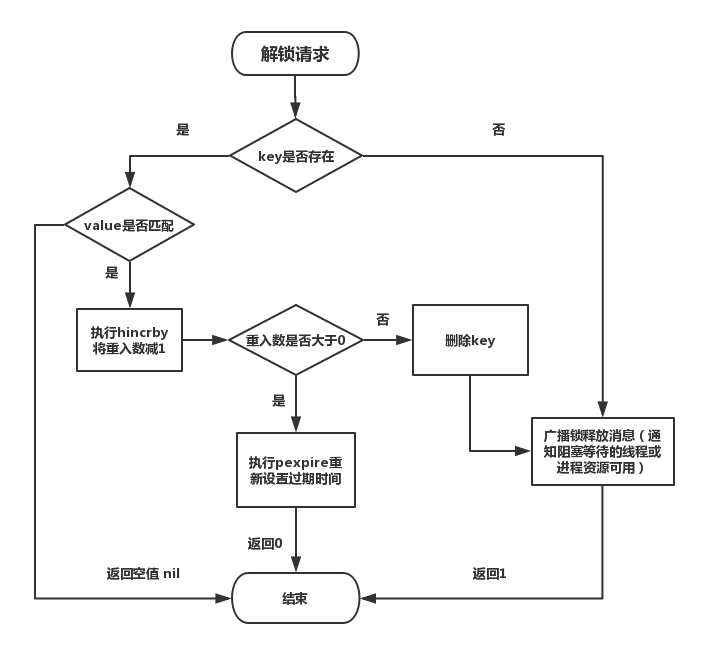 解锁请求
是
否
key是否存在
value是否匹配
是
执行hincrby
将重入数减1
重入数是否大于0
否
删除key
是
执行pexpire重
新设置过期时间
广播锁释放消息（通
知阻塞等待的线程或
进程资源可用）
返回0
返回空值 nil
返回1
结束